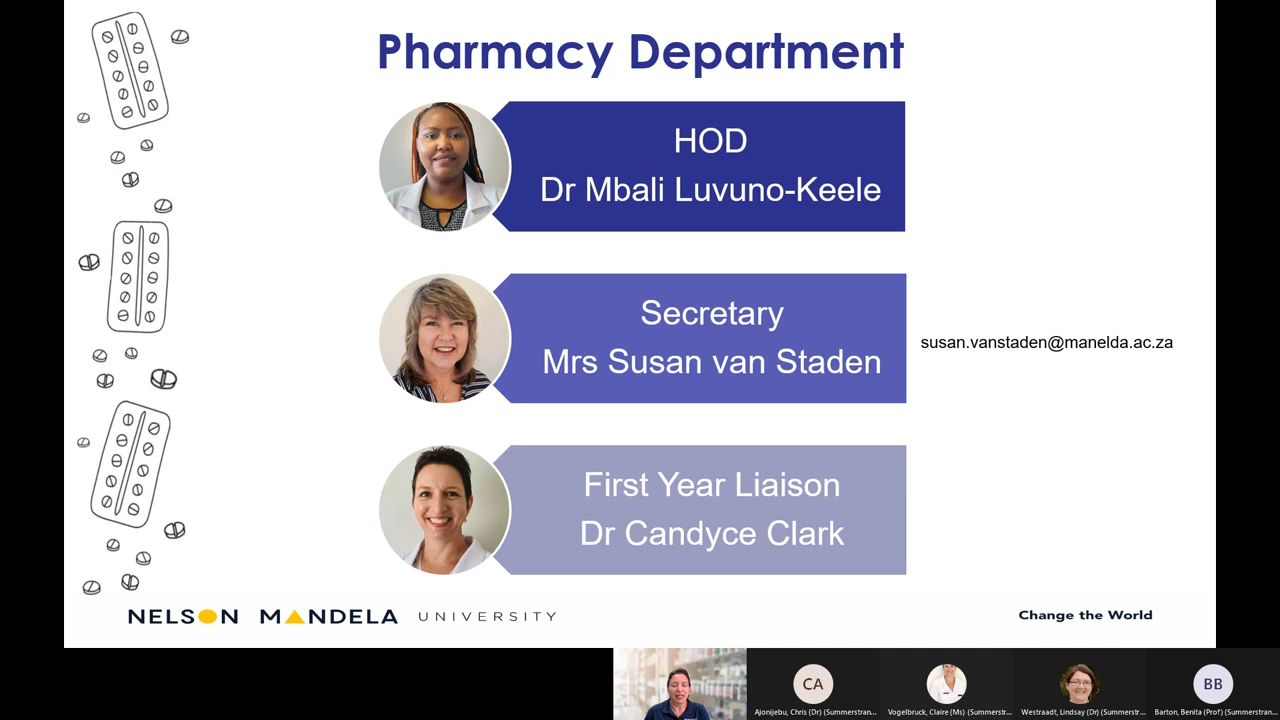 Pharmacy Department
HOD
Dr Mbali Luvuno-Keele
Secretary
Mrs Susan van Staden
susan.vanstaden@manelda.ac.za
First Year Liaison
Dr Candyce Clark
NELSON MANDELA UNIVERSITY
Change the World
CA
BB
Ajonijebu, Chris (Dr) (Summerstran...
Vogelbruck, Claire (Ms) (Summerstr...
Westraadt, Lindsay (Dr) (Summerstr...
Barton, Benita (Prof) (Summerstran...